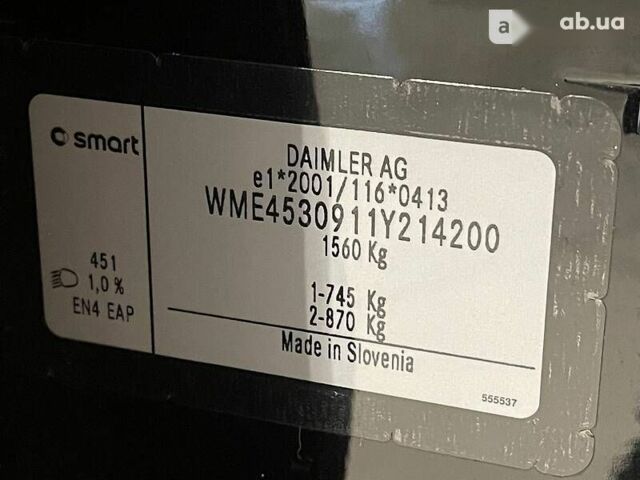 a ab.ua
smart
DAIMLER AG
e1*2001/116*0413
WME4530911Y214200
1560 Kg
451
1,0 %
EN4 EAP
1-745 Kg
2-870 Kg
Made in Slovenia
555537